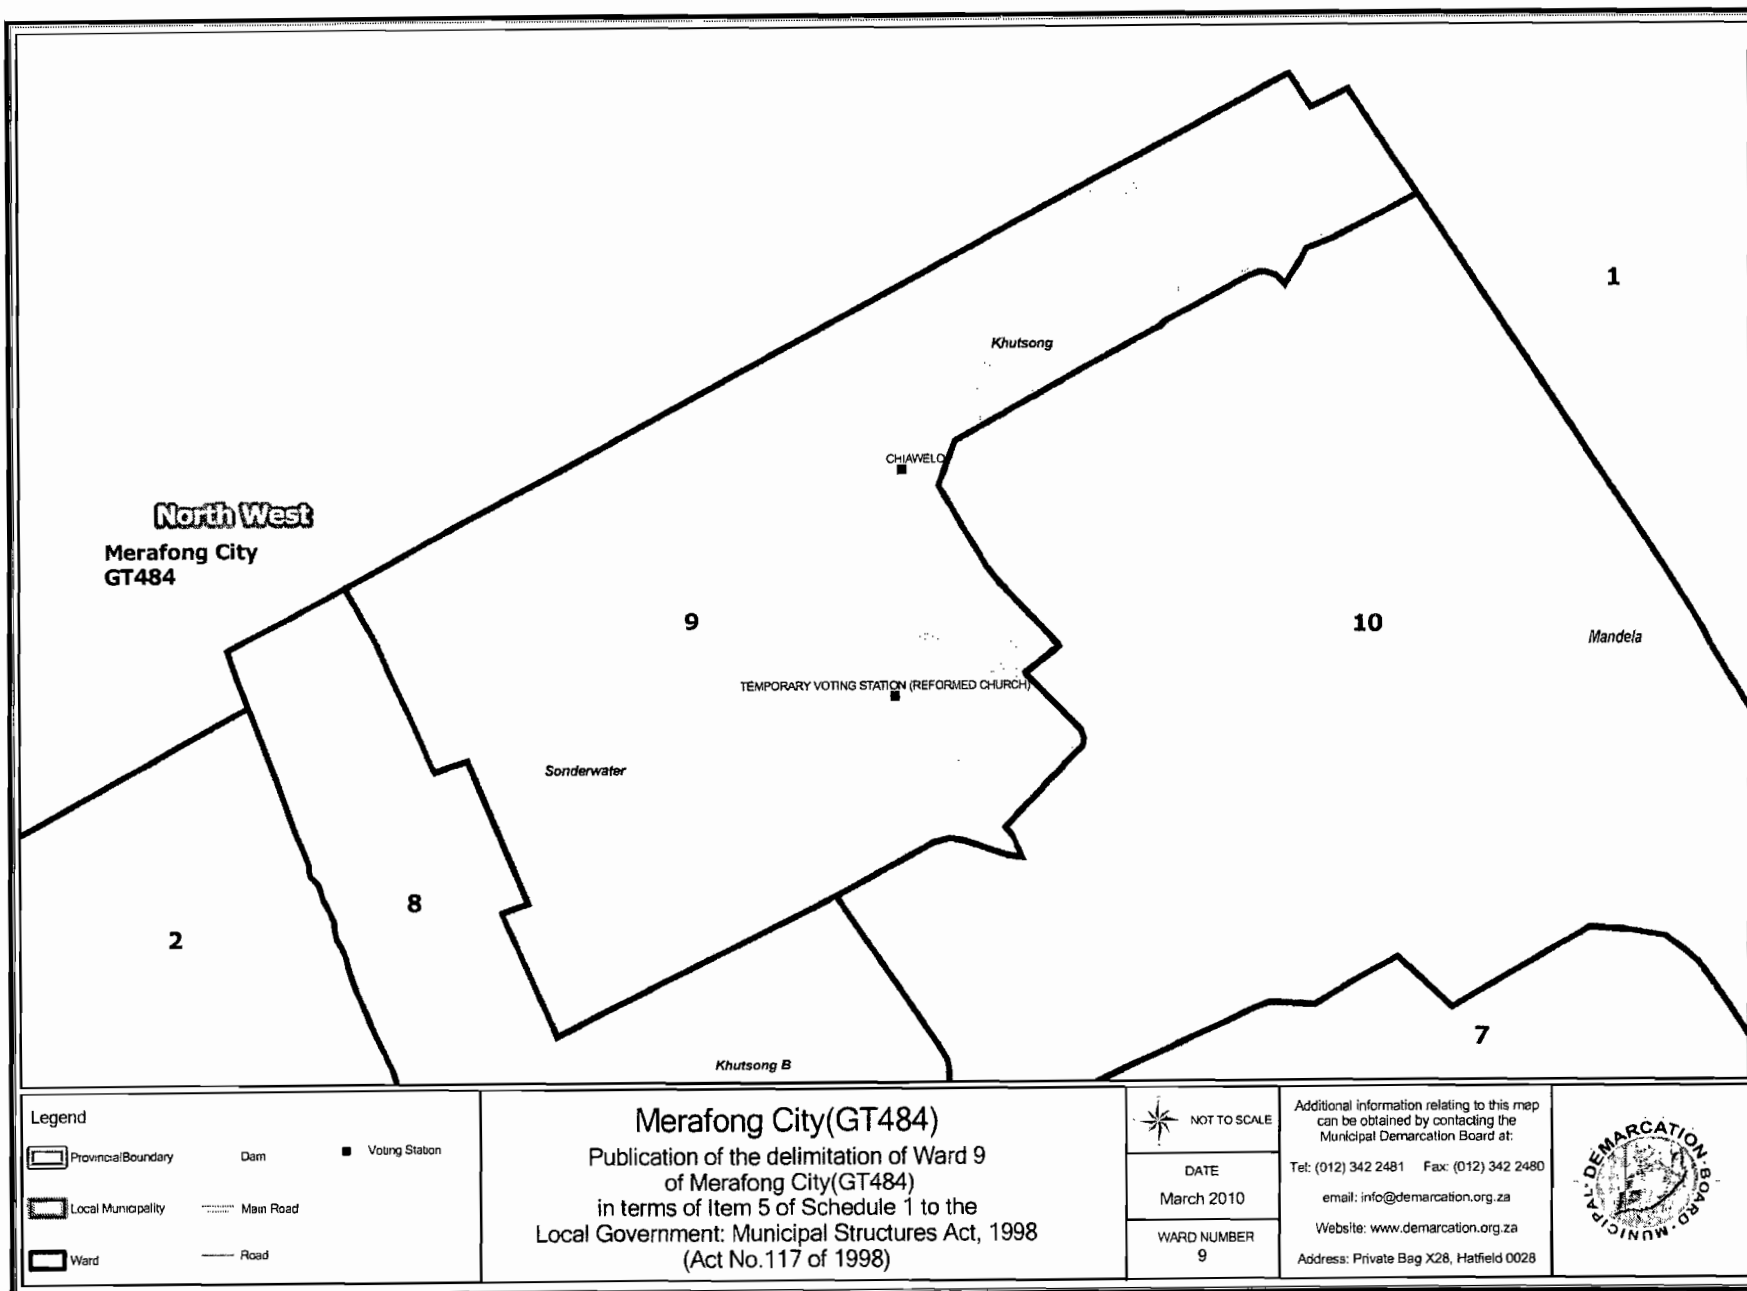 1
Khutsong
CHIAWELO
North West
Merafong City
GT484
9
10
Mandela
TEMPORARY VOTING STATION (REFORMED CHURCH)
Sonderwater
8
2
7
Khutsong B
Legend
Provincial Boundary
Dam
Voting Station
Local Municipality
Main Road
Ward
Road
Merafong City(GT484)
Publication of the delimitation of Ward 9
of Merafong City(GT484)
in terms of Item 5 of Schedule 1 to the
Local Government: Municipal Structures Act, 1998
(Act No.117 of 1998)
NOT TO SCALE
DATE
March 2010
WARD NUMBER
9
Additional information relating to this map
can be obtained by contacting the
Municipal Demarcation Board at:
Tel: (012) 342 2481 Fax: (012) 342 2480
email: info@demarcation.org.za
Website: www.demarcation.org.za
Address: Private Bag X28, Hatfield 0028
MUNICIPAL · DEMARCATION · BOARD ·